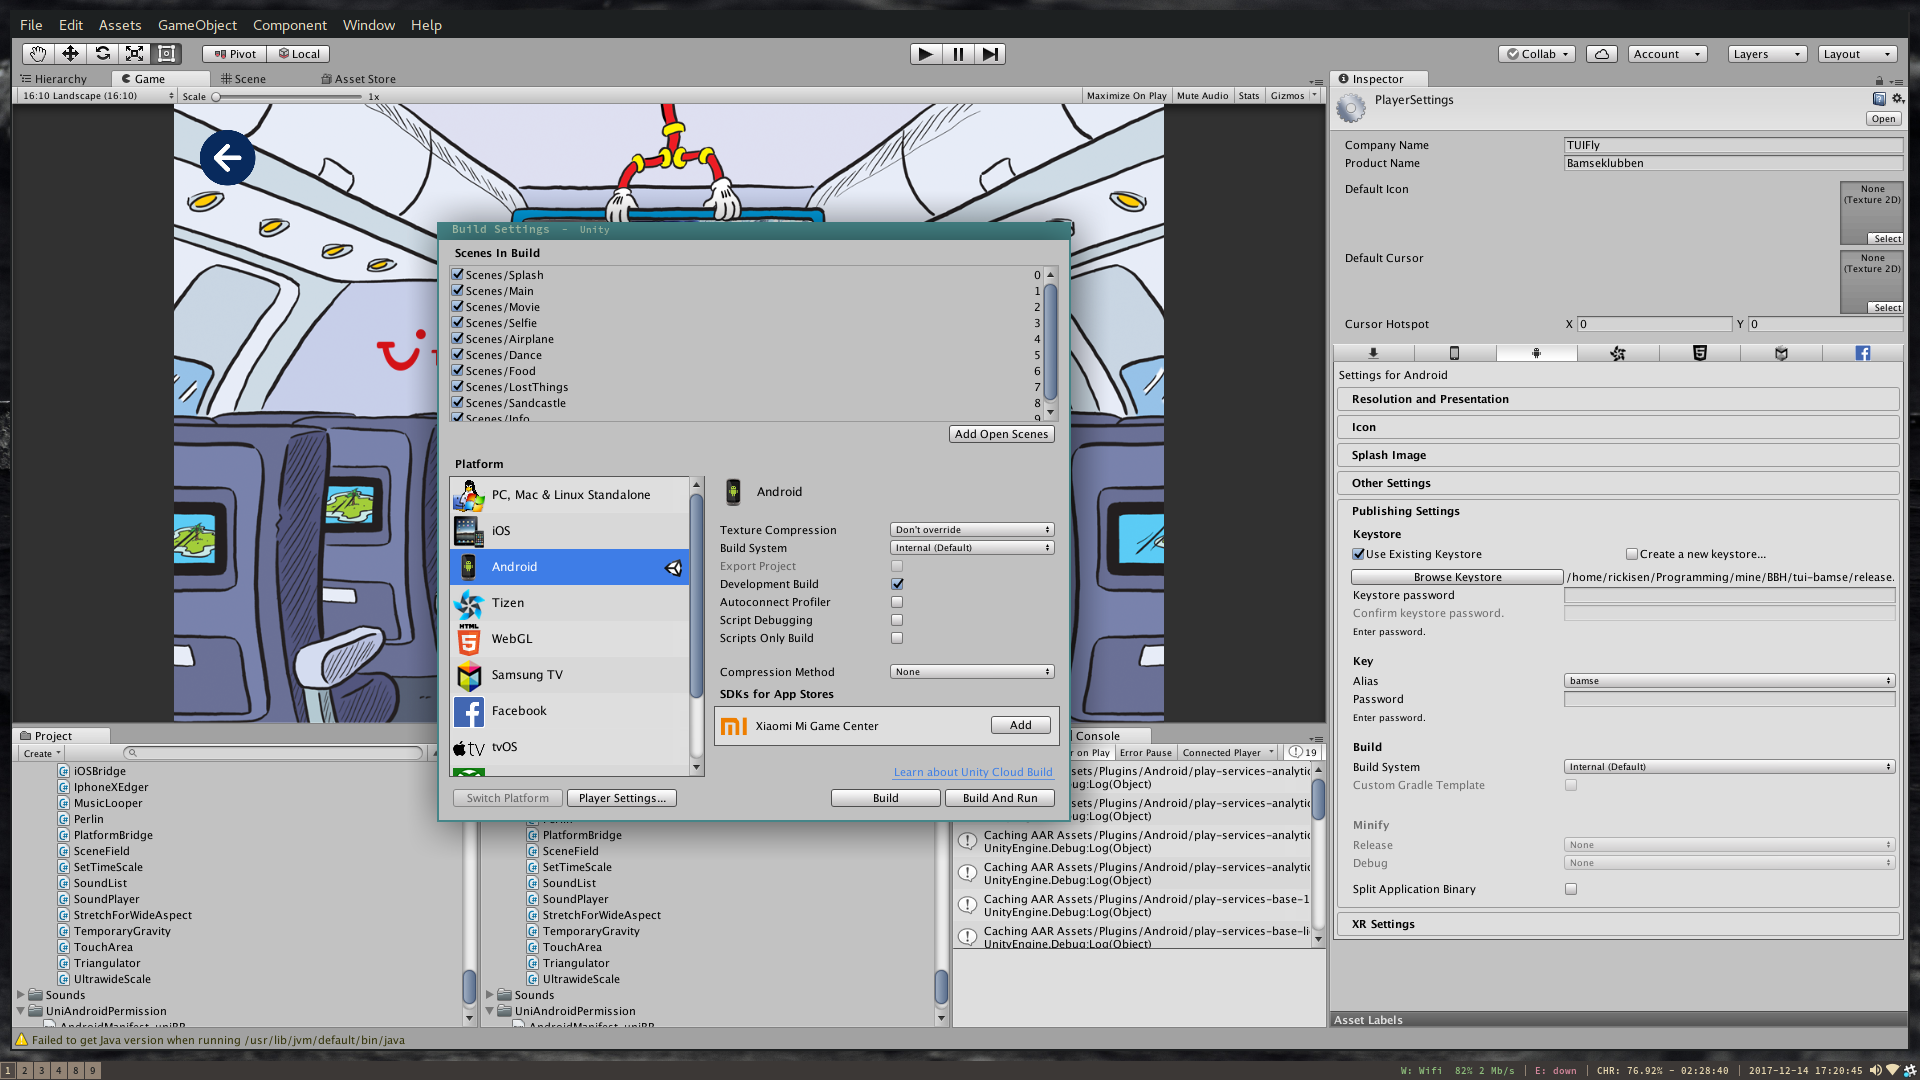 File Edit Assets GameObject Component Window Help
Pivot Local
Collab Account Layers Layout
Hierarchy Game Scene Asset Store
16:10 Landscape (16:10) Scale 1x Maximize On Play Mute Audio Stats Gizmos
Build Settings - Unity
Scenes In Build
Scenes/Splash 0
Scenes/Main 1
Scenes/Movie 2
Scenes/Selfie 3
Scenes/Airplane 4
Scenes/Dance 5
Scenes/Food 6
Scenes/LostThings 7
Scenes/Sandcastle 8
Scenes/Info 9
Add Open Scenes
Platform
PC, Mac & Linux Standalone
iOS
Android
Tizen
HTML
5
WebGL
Samsung TV
Facebook
tv tvOS
Android
Texture Compression Don't override
Build System Internal (Default)
Export Project
Development Build
Autoconnect Profiler
Script Debugging
Scripts Only Build
Compression Method None
SDKs for App Stores
Xiaomi Mi Game Center Add
Learn about Unity Cloud Build
Switch Platform Player Settings... Build Build And Run
Project
Create
iOSBridge
IphoneXEdger
MusicLooper
Perlin
PlatformBridge
SceneField
SetTimeScale
SoundList
SoundPlayer
StretchForWideAspect
TemporaryGravity
TouchArea
Triangulator
UltrawideScale
Sounds
UniAndroidPermission
AndroidManifest-uniRP
Perlin
PlatformBridge
SceneField
SetTimeScale
SoundList
SoundPlayer
StretchForWideAspect
TemporaryGravity
TouchArea
Triangulator
UltrawideScale
Sounds
UniAndroidPermission
AndroidManifest-uniRP
Console
r on Play Error Pause Connected Player 19
sets/Plugins/Android/play-services-analytic
ug:Log(Object)
sets/Plugins/Android/play-services-analytic
ug:Log(Object)
Caching AAR Assets/Plugins/Android/play-services-analytic
UnityEngine.Debug:Log(Object)
Caching AAR Assets/Plugins/Android/play-services-analytic
UnityEngine.Debug:Log(Object)
Caching AAR Assets/Plugins/Android/play-services-base-1
UnityEngine.Debug:Log(Object)
Caching AAR Assets/Plugins/Android/play-services-base-li
UnityEngine.Debug:Log(Object)
Inspector
PlayerSettings
Open
Company Name TUIFly
Product Name Bamseklubben
Default Icon None
(Texture 2D)
Select
Default Cursor None
(Texture 2D)
Select
Cursor Hotspot X 0 Y 0
Settings for Android
Resolution and Presentation
Icon
Splash Image
Other Settings
Publishing Settings
Keystore
Use Existing Keystore Create a new keystore...
Browse Keystore /home/rickisen/Programming/mine/BBH/tui-bamse/release.
Keystore password
Confirm keystore password.
Enter password.
Key
Alias bamse
Password
Enter password.
Build
Build System Internal (Default)
Custom Gradle Template
Minify
Release None
Debug None
Split Application Binary
XR Settings
Asset Labels
Failed to get Java version when running /usr/lib/jvm/default/bin/java
1 2 3 4 8 9
W: Wifi 82% 2 Mb/s | E: down | CHR: 76.92% - 02:28:40 | 2017-12-14 17:20:45